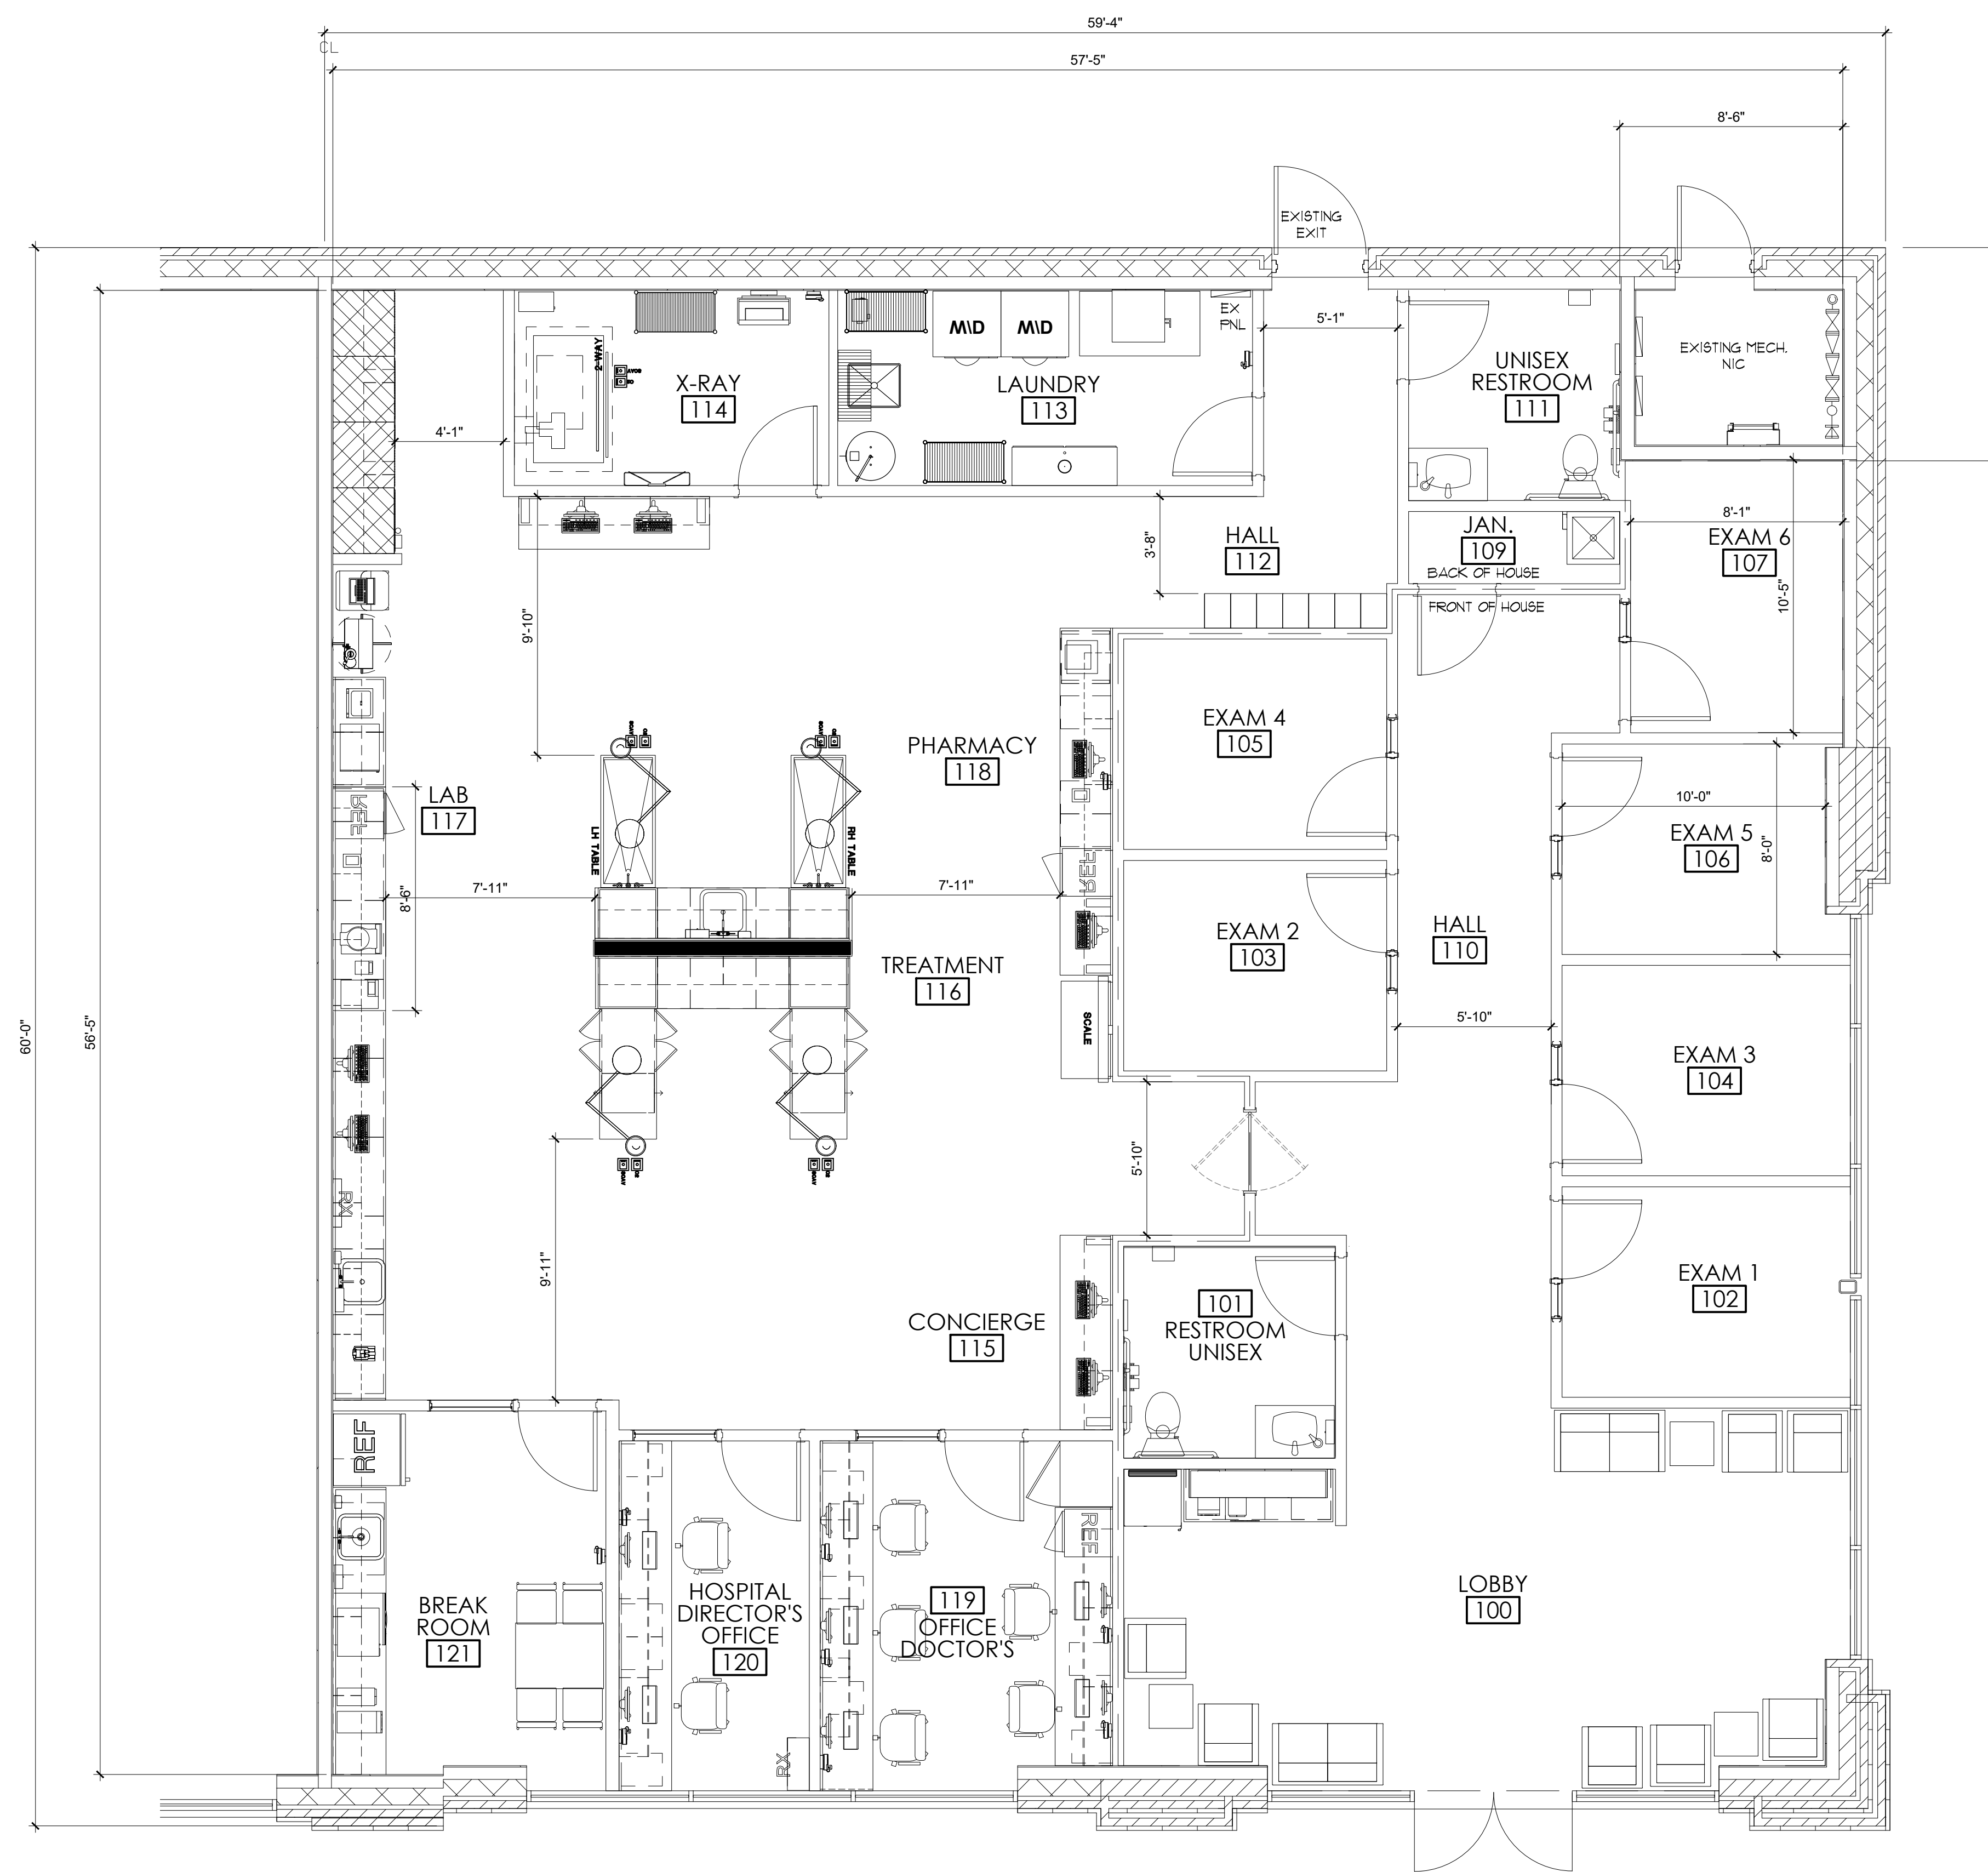 59'-4"
CL
57'-5"
8'-6"
EXISTING
EXIT
5'-1"
EX
PNL
M\D
M\D
2-WAY
X-RAY
114
LAUNDRY
113
UNISEX
RESTROOM
111
EXISTING MECH.
NIC
4'-1"
3'-8"
HALL
112
JAN.
109
BACK OF HOUSE
FRONT OF HOUSE
8'-1"
EXAM 6
107
10'-5"
9'-10"
EXAM 4
105
PHARMACY
118
LAB
117
REF
LH TABLE
RH TABLE
10'-0"
EXAM 5
106
8'-0"
REF
8'-6"
7'-11"
7'-11"
EXAM 2
103
HALL
110
TREATMENT
116
SCALE
5'-10"
EXAM 3
104
60'-0"
56'-5"
5'-10"
RX
9'-11"
EXAM 1
102
CONCIERGE
115
101
RESTROOM
UNISEX
REF
REF
BREAK
ROOM
121
HOSPITAL
DIRECTOR'S
OFFICE
120
119
OFFICE
DOCTOR'S
LOBBY
100
RX